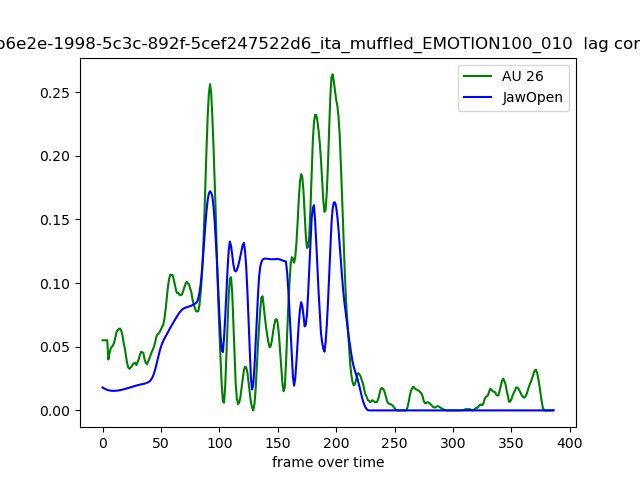 b6e2e-1998-5c3c-892f-5cef247522d6_ita_muffled_EMOTION100_010 lag cor
AU 26
JawOpen
0.25
0.20
0.15
0.10
0.05
0.00
0 50 100 150 200 250 300 350 400
frame over time